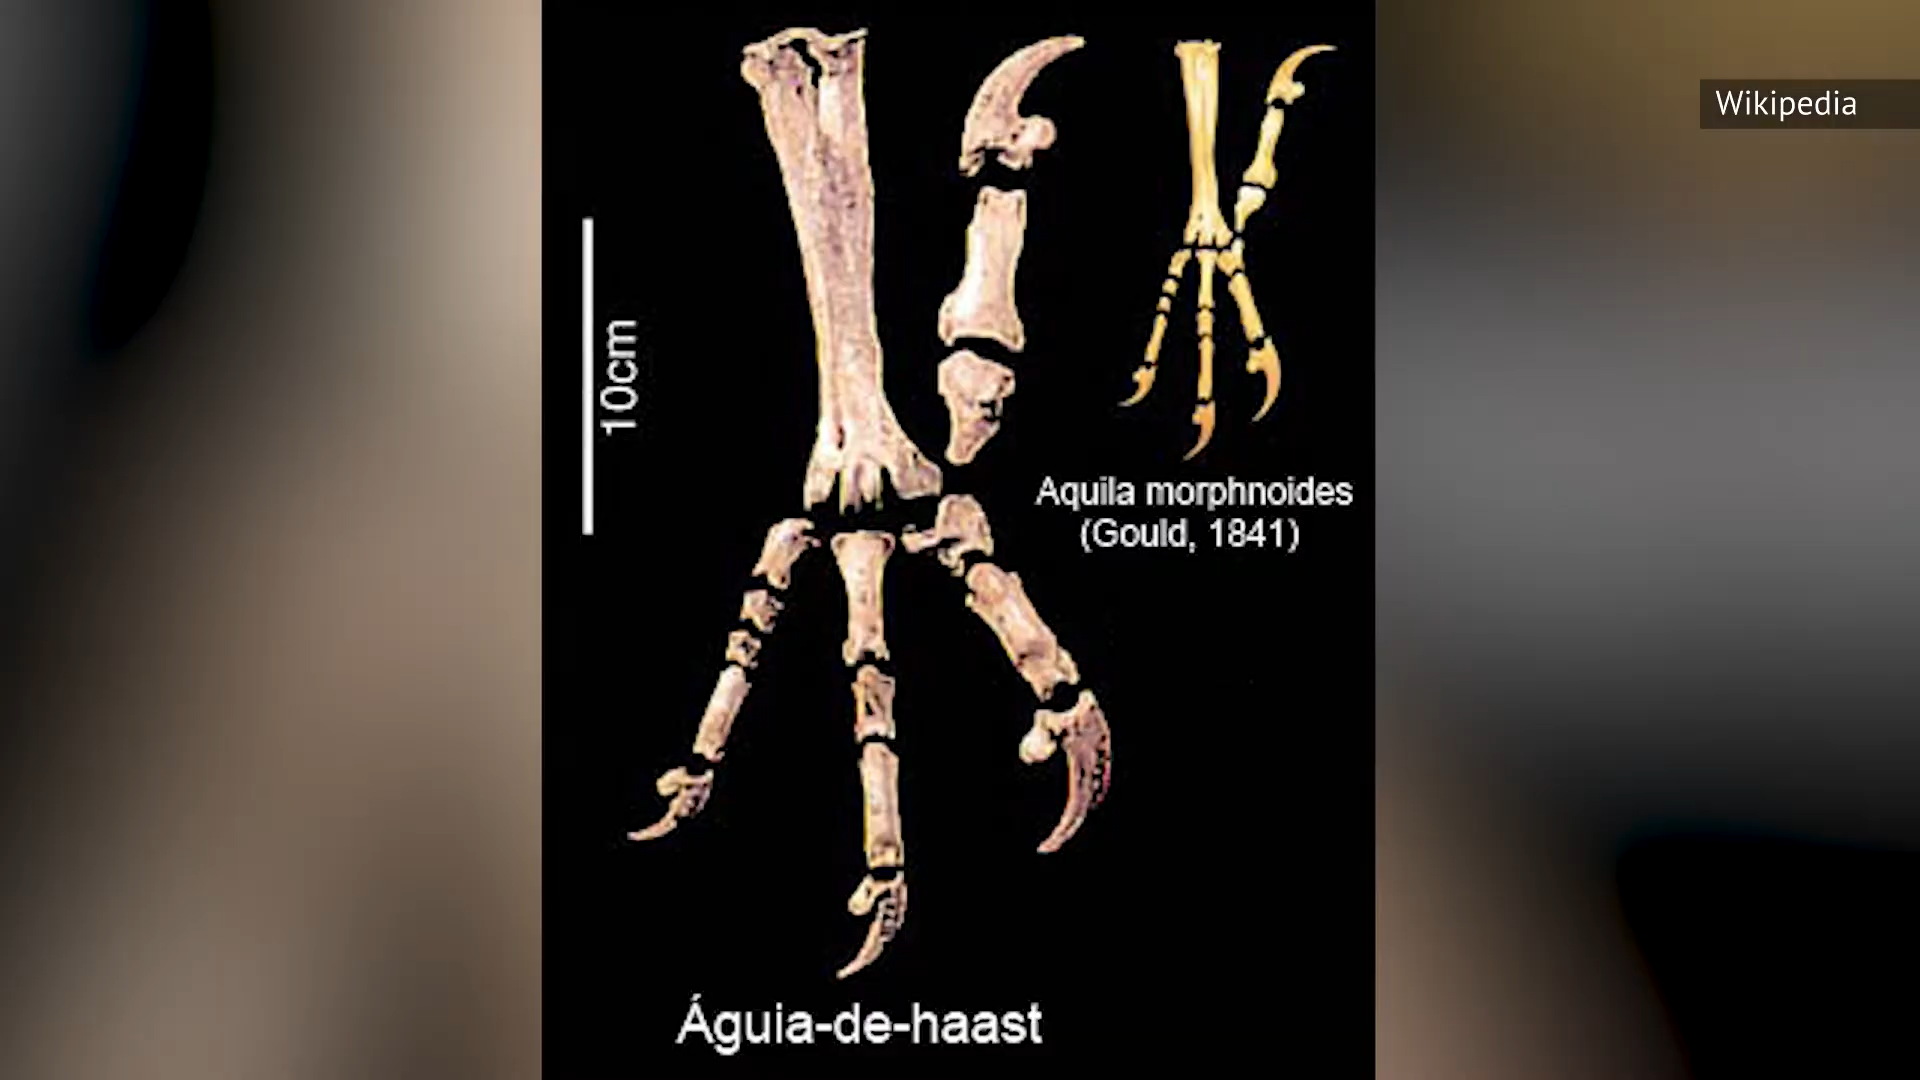 Wikipedia
10cm
Aquila morphnoides
(Gould, 1841)
Águia-de-haast